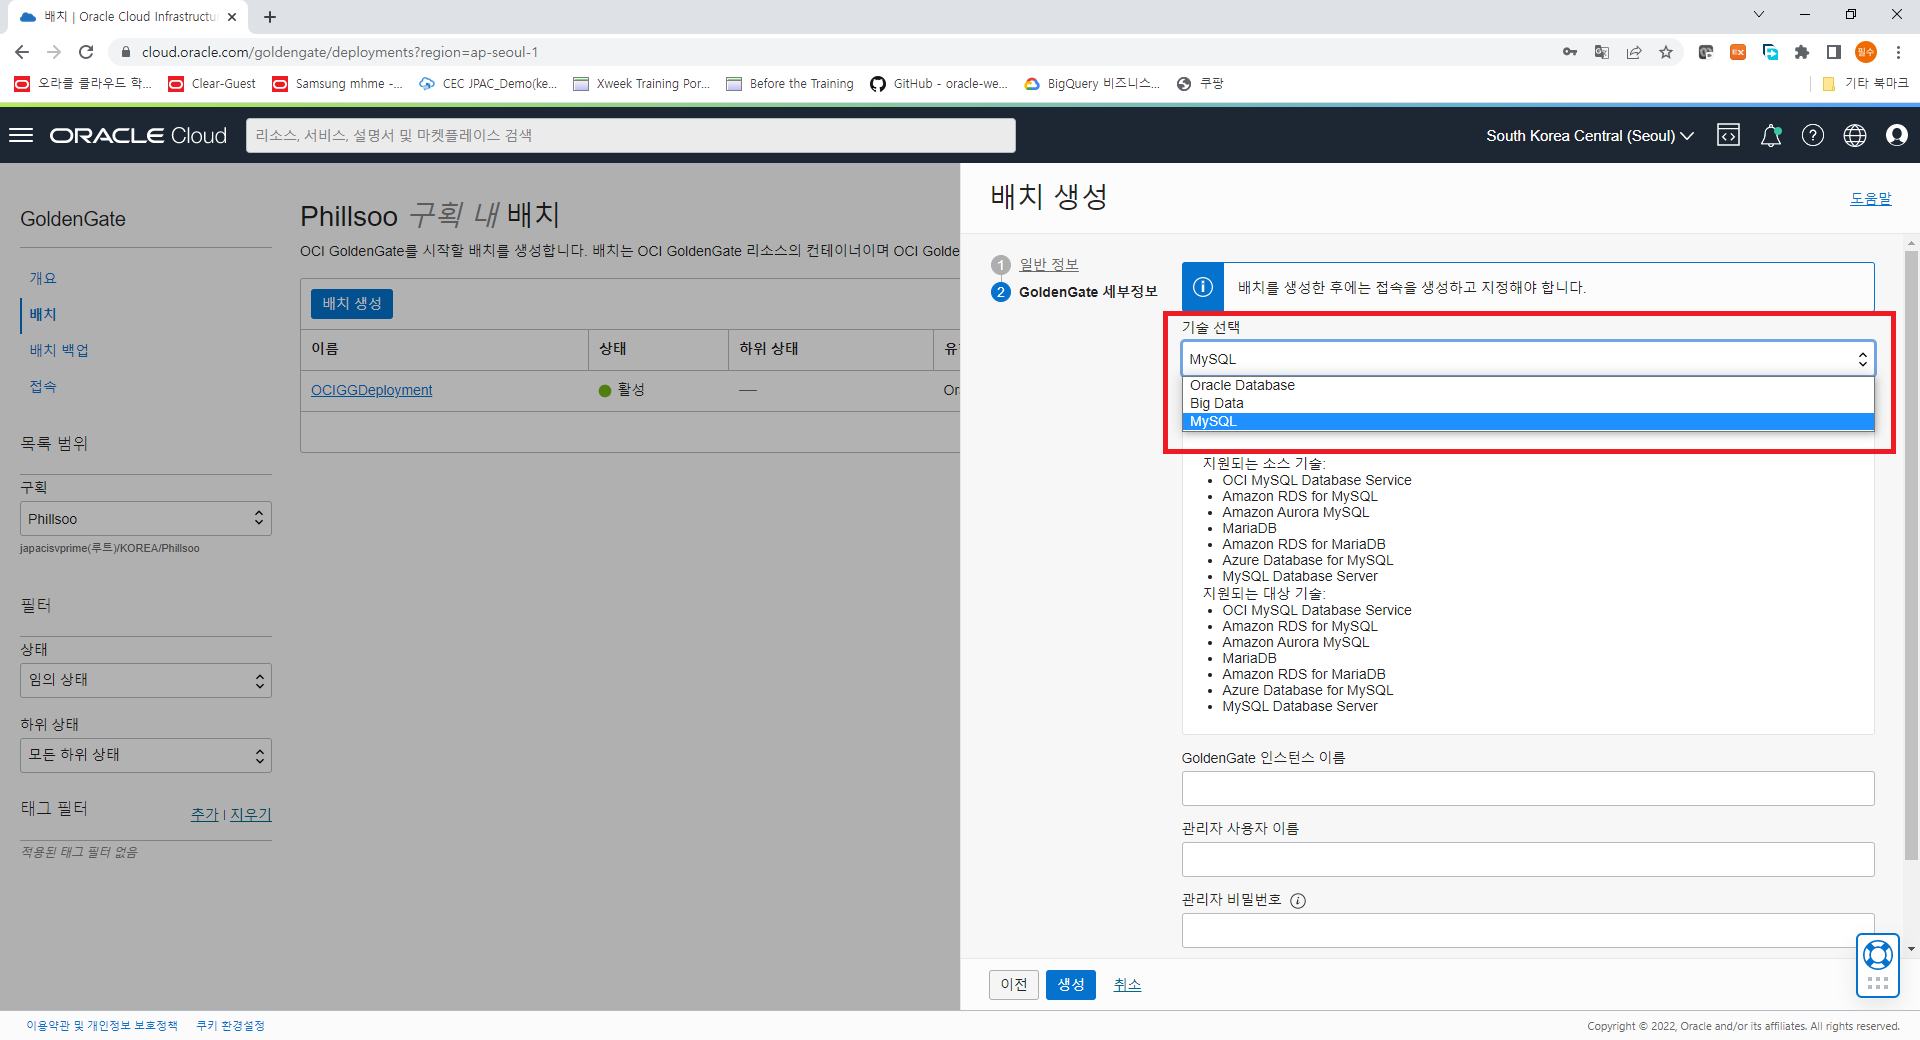 배치 | Oracle Cloud Infrastructu
cloud.oracle.com/goldengate/deployments?region=ap-seoul-1
필수
오라클 클라우드 학...
Clear-Guest
Samsung mhme -...
CEC JPAC_Demo(ke...
Xweek Training Por...
Before the Training
GitHub - oracle-we...
BigQuery 비즈니스...
쿠팡
기타 북마크
ORACLE Cloud
리소스, 서비스, 설명서 및 마켓플레이스 검색
South Korea Central (Seoul)
GoldenGate
개요
배치
배치 백업
접속
목록 범위
구획
Phillsoo
japacisvprime(루트)/KOREA/Phillsoo
필터
상태
임의 상태
하위 상태
모든 하위 상태
태그 필터
추가 | 지우기
적용된 태그 필터 없음
Phillsoo 구획 내 배치
OCI GoldenGate를 시작할 배치를 생성합니다. 배치는 OCI GoldenGate 리소스의 컨테이너이며 OCI Golde
배치 생성
이름 상태 하위 상태 유
OCIGGDeployment 활성 — Or
배치 생성
도움말
1 일반 정보
2 GoldenGate 세부정보
배치를 생성한 후에는 접속을 생성하고 지정해야 합니다.
기술 선택
MySQL
Oracle Database
Big Data
MySQL
지원되는 소스 기술:
• OCI MySQL Database Service
• Amazon RDS for MySQL
• Amazon Aurora MySQL
• MariaDB
• Amazon RDS for MariaDB
• Azure Database for MySQL
• MySQL Database Server
지원되는 대상 기술:
• OCI MySQL Database Service
• Amazon RDS for MySQL
• Amazon Aurora MySQL
• MariaDB
• Amazon RDS for MariaDB
• Azure Database for MySQL
• MySQL Database Server
GoldenGate 인스턴스 이름
관리자 사용자 이름
관리자 비밀번호
이전 생성 취소
이용약관 및 개인정보 보호정책 쿠키 환경설정
Copyright © 2022, Oracle and/or its affiliates. All rights reserved.